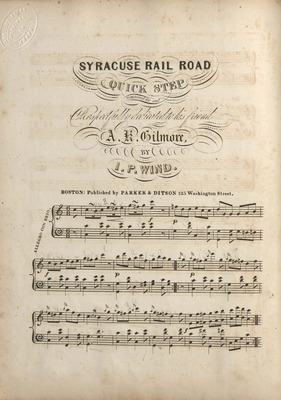 SYRACUSE RAIL ROAD
QUICK STEP
Respectfully dedicated to his friend
A. R. Gilmore,
BY
I. P. WIND.
BOSTON: Published by PARKER & DITSON 135 Washington Street,
p